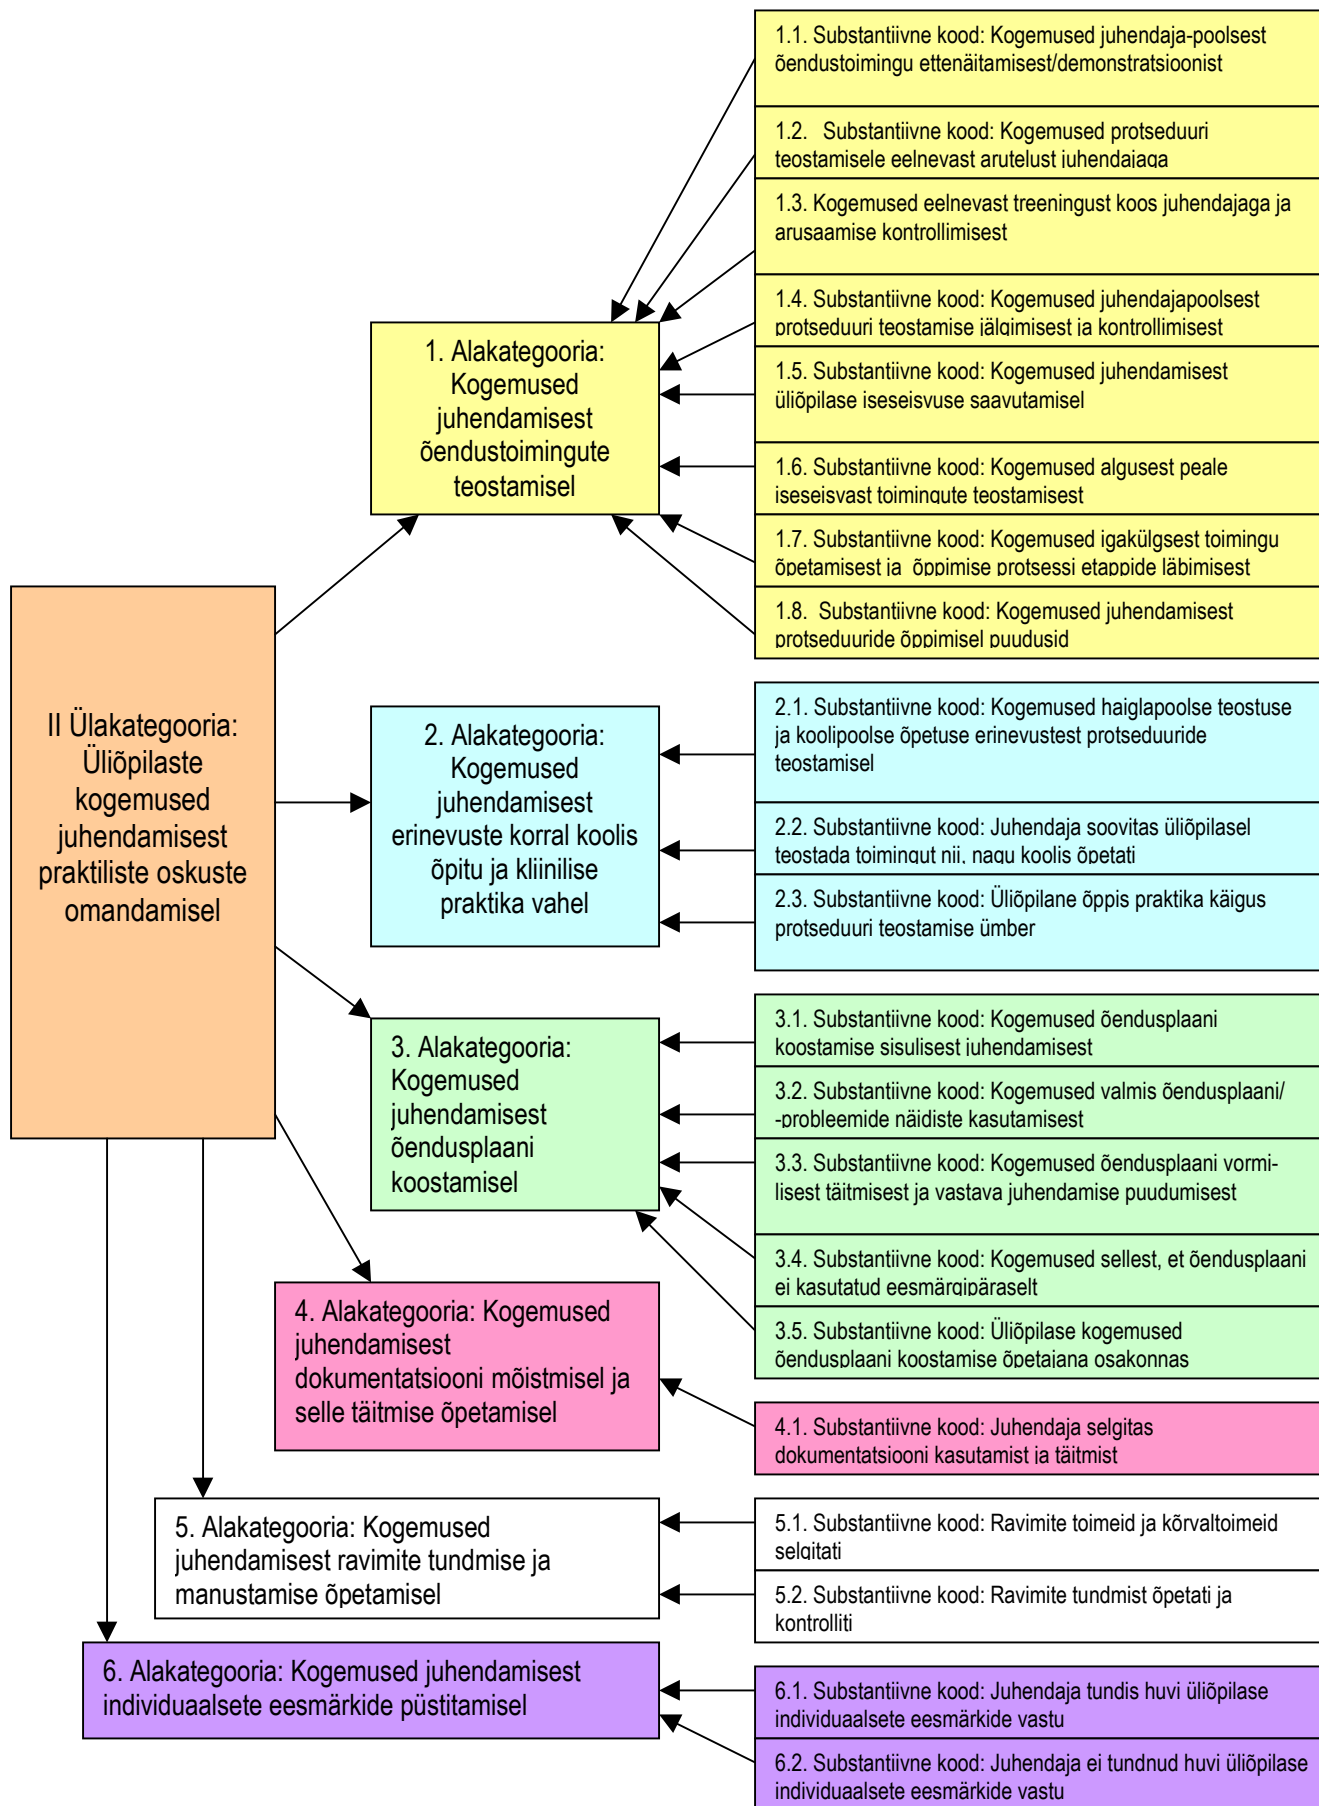 II Ülakategooria:
Üliõpilaste
kogemused
juhendamisest
praktiliste oskuste
omandamisel
1. Alakategooria:
Kogemused
juhendamisest
õendustoimingute
teostamisel
1.1. Substantiivne kood: Kogemused juhendaja-poolsest
õendustoimingu ettenäitamisest/demonstratsioonist
1.2. Substantiivne kood: Kogemused protseduuri
teostamisele eelnevast arutelust juhendajaga
1.3. Kogemused eelnevast treeningust koos juhendajaga ja
arusaamise kontrollimisest
1.4. Substantiivne kood: Kogemused juhendajapoolsest
protseduuri teostamise jälgimisest ja kontrollimisest
1.5. Substantiivne kood: Kogemused juhendamisest
üliõpilase iseseisvuse saavutamisel
1.6. Substantiivne kood: Kogemused algusest peale
iseseisvast toimingute teostamisest
1.7. Substantiivne kood: Kogemused igakülgsest toimingu
õpetamisest ja õppimise protsessi etappide läbimisest
1.8. Substantiivne kood: Kogemused juhendamisest
protseduuride õppimisel puudusid
2. Alakategooria:
Kogemused
juhendamisest
erinevuste korral koolis
õpitu ja kliinilise
praktika vahel
2.1. Substantiivne kood: Kogemused haiglapoolse teostuse
ja koolipoolse õpetuse erinevustest protseduuride
teostamisel
2.2. Substantiivne kood: Juhendaja soovitas üliõpilasel
teostada toimingut nii, nagu koolis õpetati
2.3. Substantiivne kood: Üliõpilane õppis praktika käigus
protseduuri teostamise ümber
3. Alakategooria:
Kogemused
juhendamisest
õendusplaani
koostamisel
3.1. Substantiivne kood: Kogemused õendusplaani
koostamise sisulisest juhendamisest
3.2. Substantiivne kood: Kogemused valmis õendusplaani/
-probleemide näidiste kasutamisest
3.3. Substantiivne kood: Kogemused õendusplaani vormi-
lisest täitmisest ja vastava juhendamise puudumisest
3.4. Substantiivne kood: Kogemused sellest, et õendusplaani
ei kasutatud eesmärgipäraselt
3.5. Substantiivne kood: Üliõpilase kogemused
õendusplaani koostamise õpetajana osakonnas
4. Alakategooria: Kogemused
juhendamisest
dokumentatsiooni mõistmisel ja
selle täitmise õpetamisel
4.1. Substantiivne kood: Juhendaja selgitas
dokumentatsiooni kasutamist ja täitmist
5. Alakategooria: Kogemused
juhendamisest ravimite tundmise ja
manustamise õpetamisel
5.1. Substantiivne kood: Ravimite toimeid ja kõrvaltoimeid
selgitati
5.2. Substantiivne kood: Ravimite tundmist õpetati ja
kontrolliti
6. Alakategooria: Kogemused juhendamisest
individuaalsete eesmärkide püstitamisel
6.1. Substantiivne kood: Juhendaja tundis huvi üliõpilase
individuaalsete eesmärkide vastu
6.2. Substantiivne kood: Juhendaja ei tundnud huvi üliõpilase
individuaalsete eesmärkide vastu